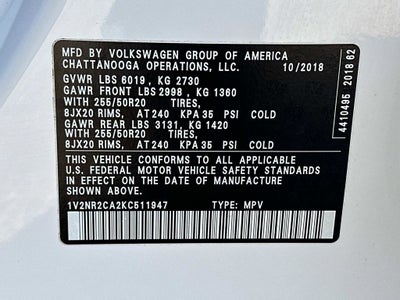 MFD BY VOLKSWAGEN GROUP OF AMERICA
CHATTANOOGA OPERATIONS, LLC. 10/2018
GVWR LBS 6019, KG 2730
GAWR FRONT LBS 2998, KG 1360
WITH 255/50R20 TIRES,
8JX20 RIMS, AT 240 KPA 35 PSI COLD
GAWR REAR LBS 3131, KG 1420
WITH 255/50R20 TIRES,
8JX20 RIMS, AT 240 KPA 35 PSI COLD
THIS VEHICLE CONFORMS TO ALL APPLICABLE
U.S. FEDERAL MOTOR VEHICLE SAFETY STANDARDS
IN EFFECT ON THE DATE OF MANUFACTURE
SHOWN ABOVE.
1V2NR2CA2KC511947 TYPE: MPV
4410495 2018 62